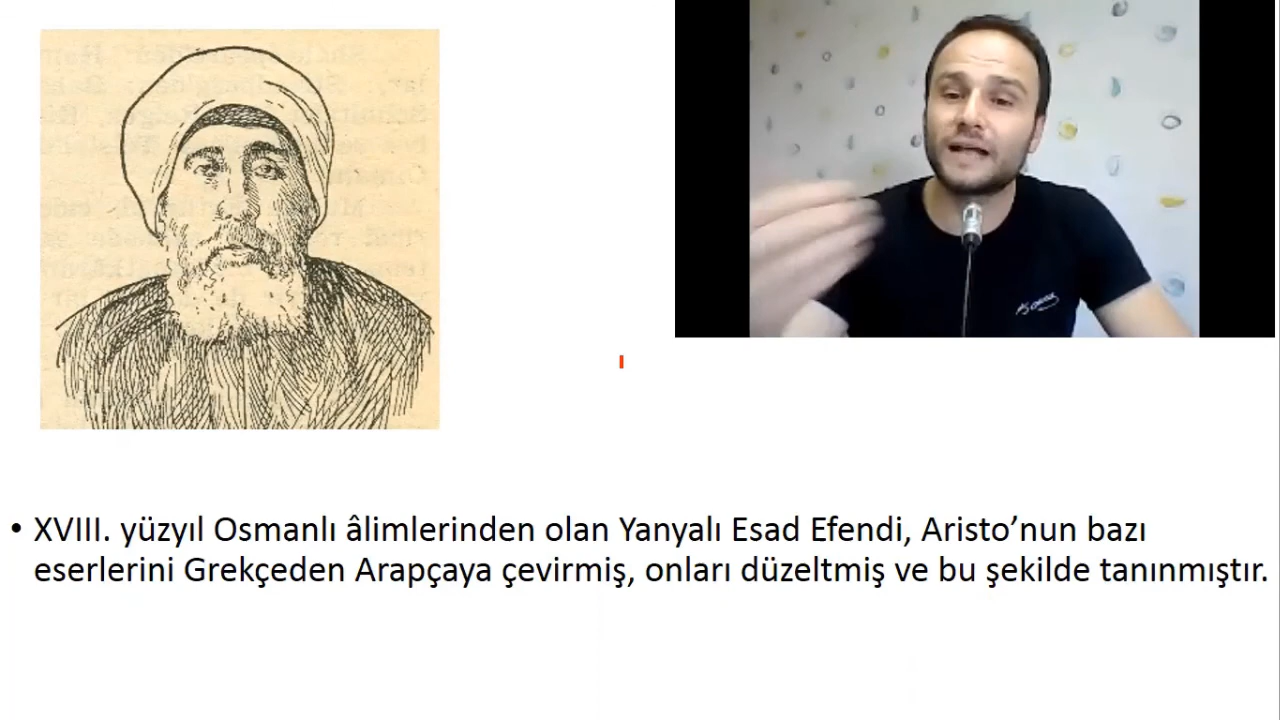 • XVIII. yüzyıl Osmanlı âlimlerinden olan Yanyalı Esad Efendi, Aristo’nun bazı
eserlerini Grekçeden Arapçaya çevirmiş, onları düzeltmiş ve bu şekilde tanınmıştır.